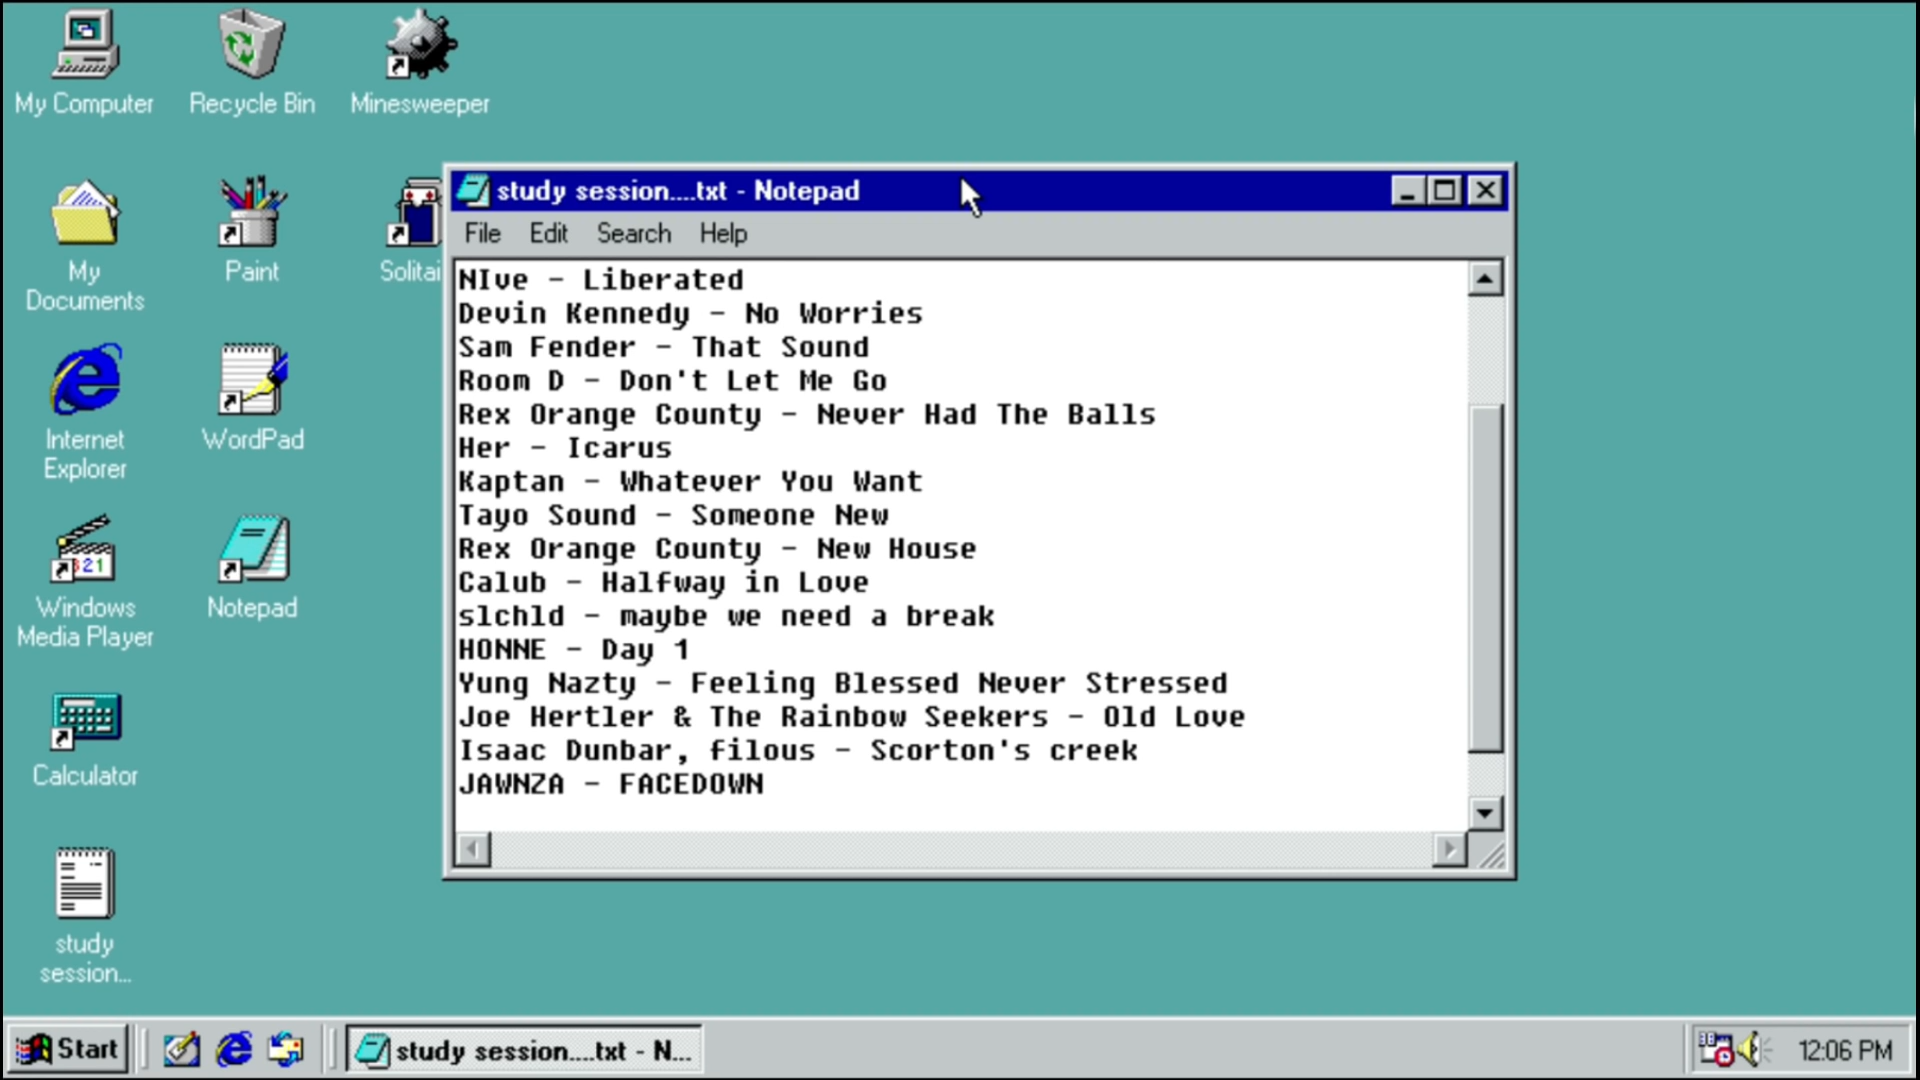 My Computer
Recycle Bin
Minesweeper
My
Documents
Paint
Solitai
Internet
Explorer
WordPad
Windows
Media Player
Notepad
Calculator
study
session...
study session....txt - Notepad
File Edit Search Help
NIve - Liberated
Devin Kennedy - No Worries
Sam Fender - That Sound
Room D - Don't Let Me Go
Rex Orange County - Never Had The Balls
Her - Icarus
Kaptan - Whatever You Want
Tayo Sound - Someone New
Rex Orange County - New House
Calub - Halfway in Love
slchld - maybe we need a break
HONNE - Day 1
Yung Nazty - Feeling Blessed Never Stressed
Joe Hertler & The Rainbow Seekers - Old Love
Isaac Dunbar, filous - Scorton's creek
JAWNZA - FACEDOWN
Start
study session....txt - N...
12:06 PM